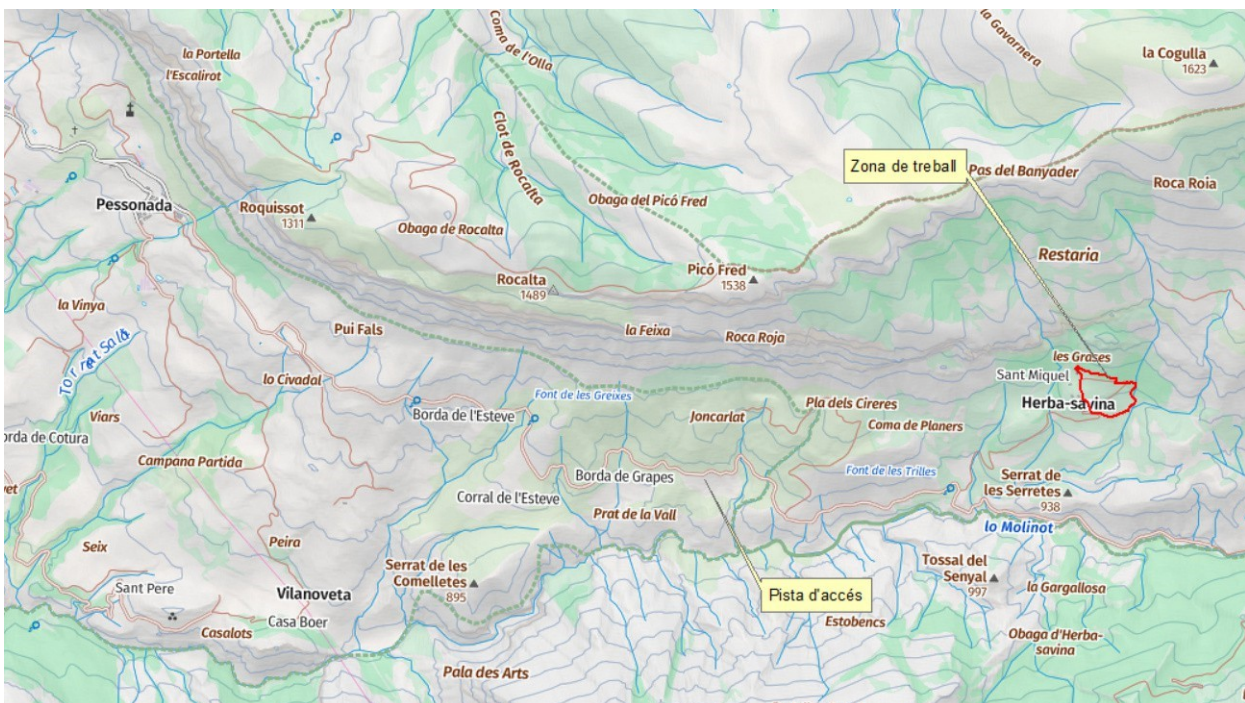 la Portella
l'Escalirot
Coma de l'Olla
la Gavarnera
la Cogulla
1623
Clot de Rocalta
Zona de treball
Pas del Banyader
Roca Roia
Pessonada
Roquissot
1311
Obaga del Picó Fred
Obaga de Rocalta
Restaria
Rocalta
1489
Picó Fred
1538
la Vinya
Pui Fals
la Feixa
Roca Roja
Torrat Salà
les Grases
Sant Miquel
Herba-savina
lo Civadal
Font de les Greixes
Borda de l'Esteve
Joncarlat
Pla dels Cireres
Coma de Planers
Viars
orda de Cotura
Campana Partida
Borda de Grapes
Font de les Trilles
Serrat de
les Serretes
938
vet
Corral de l'Esteve
Prat de la Vall
lo Molinot
Seix
Peira
Serrat de les
Comelletes
895
Tossal del
Senyal
997
la Gargallosa
Sant Pere
Vilanoveta
Casa Boer
Pista d'accés
Estobencs
Casalots
Obaga d'Herba-
savina
Pala des Arts